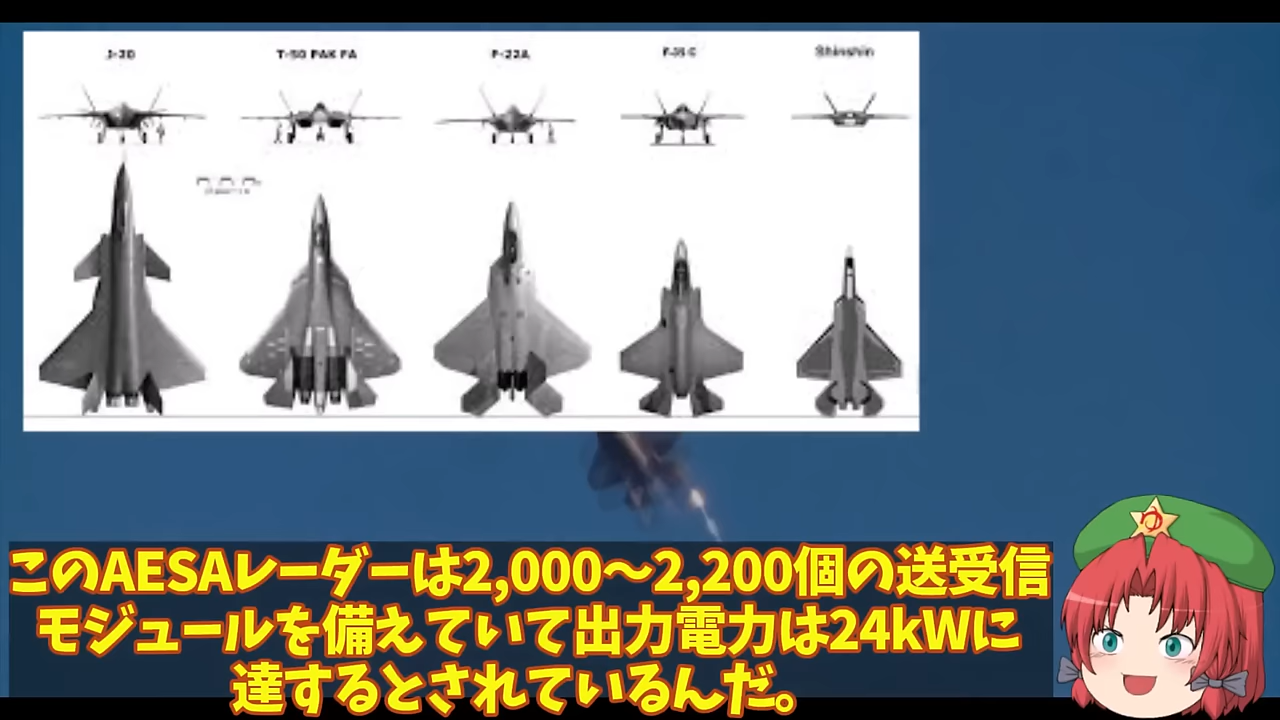 J-20
T-50 PAK FA
F-22A
F-35 C
Shinshin
このAESAレーダーは2,000～2,200個の送受信
モジュールを備えていて出力電力は24kWに
達するとされているんだ。